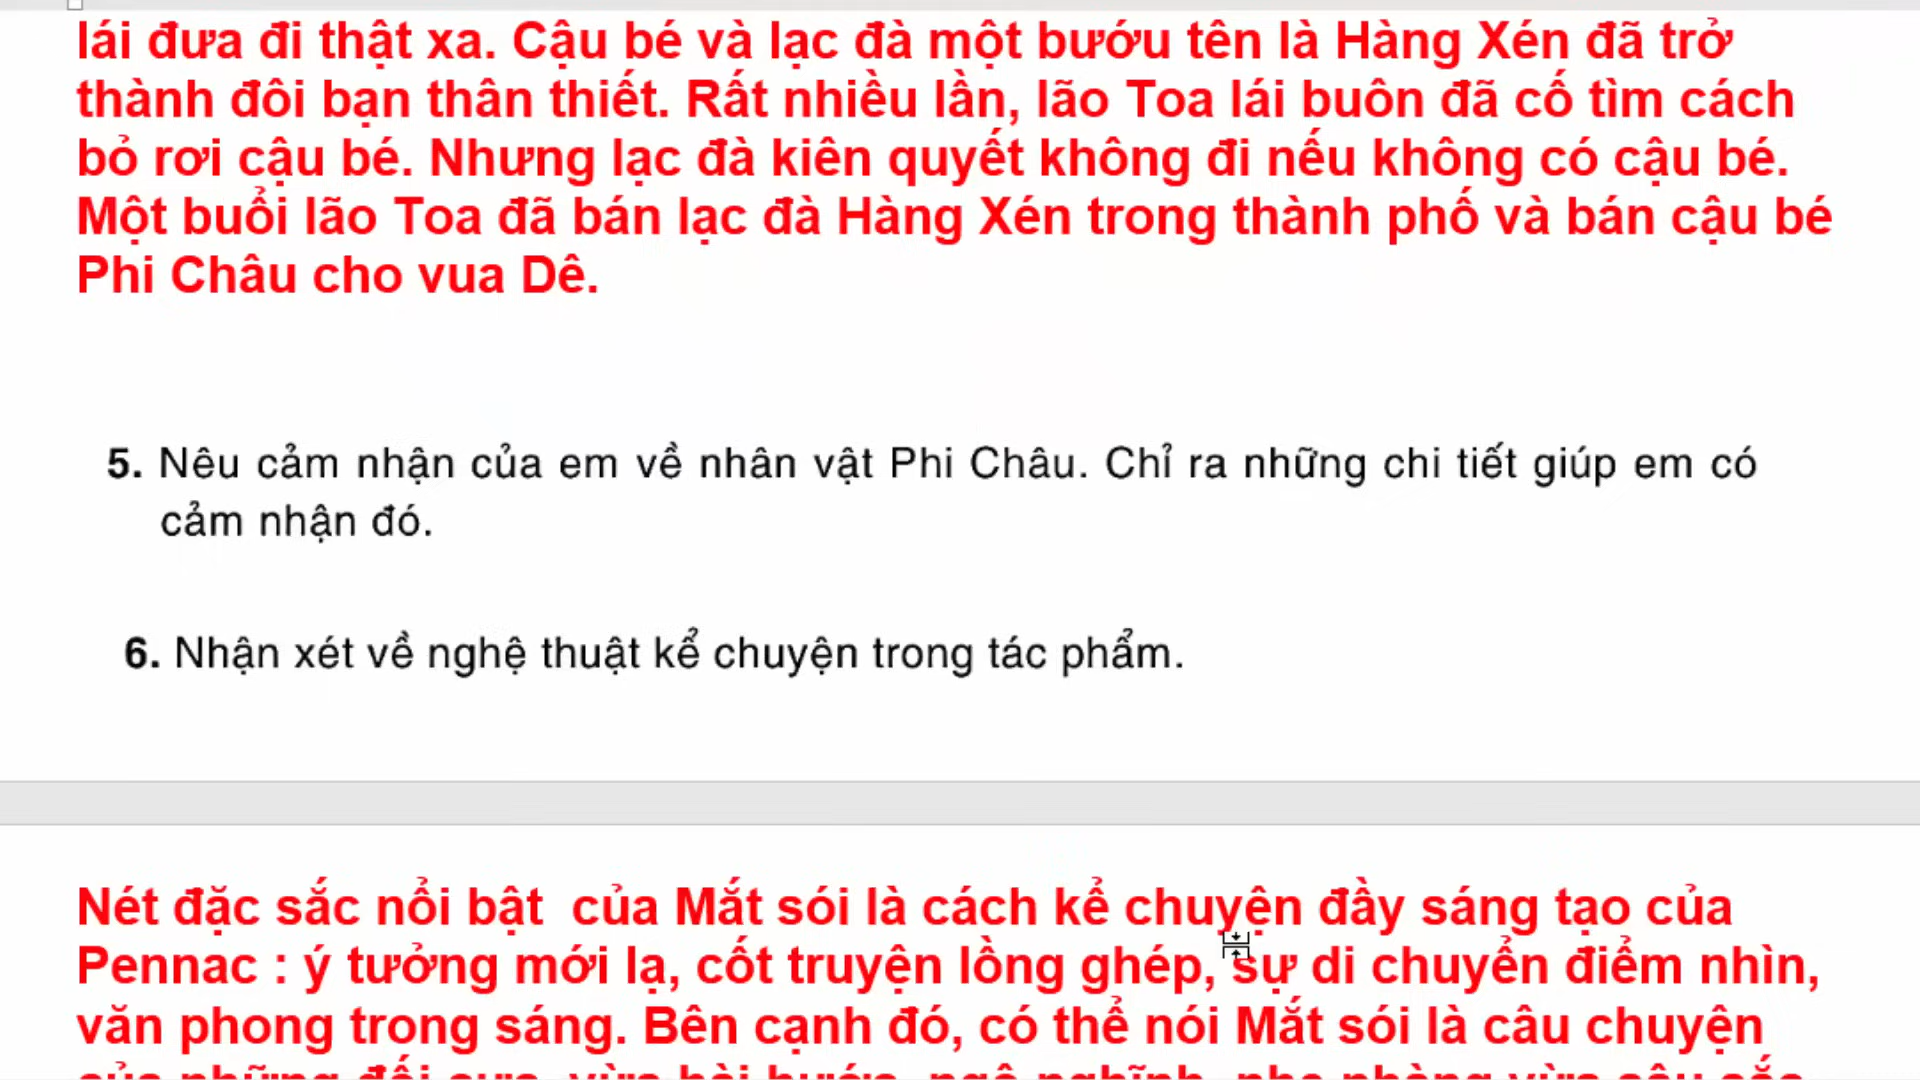 lái đưa đi thật xa. Cậu bé và lạc đà một bướu tên là Hàng Xén đã trở
thành đôi bạn thân thiết. Rất nhiều lần, lão Toa lái buôn đã cố tìm cách
bỏ rơi cậu bé. Nhưng lạc đà kiên quyết không đi nếu không có cậu bé.
Một buổi lão Toa đã bán lạc đà Hàng Xén trong thành phố và bán cậu bé
Phi Châu cho vua Dê.
5. Nêu cảm nhận của em về nhân vật Phi Châu. Chỉ ra những chi tiết giúp em có
cảm nhận đó.
6. Nhận xét về nghệ thuật kể chuyện trong tác phẩm.
Nét đặc sắc nổi bật  của Mắt sói là cách kể chuyện đầy sáng tạo của
Pennac : ý tưởng mới lạ, cốt truyện lồng ghép, sự di chuyển điểm nhìn,
văn phong trong sáng. Bên cạnh đó, có thể nói Mắt sói là câu chuyện